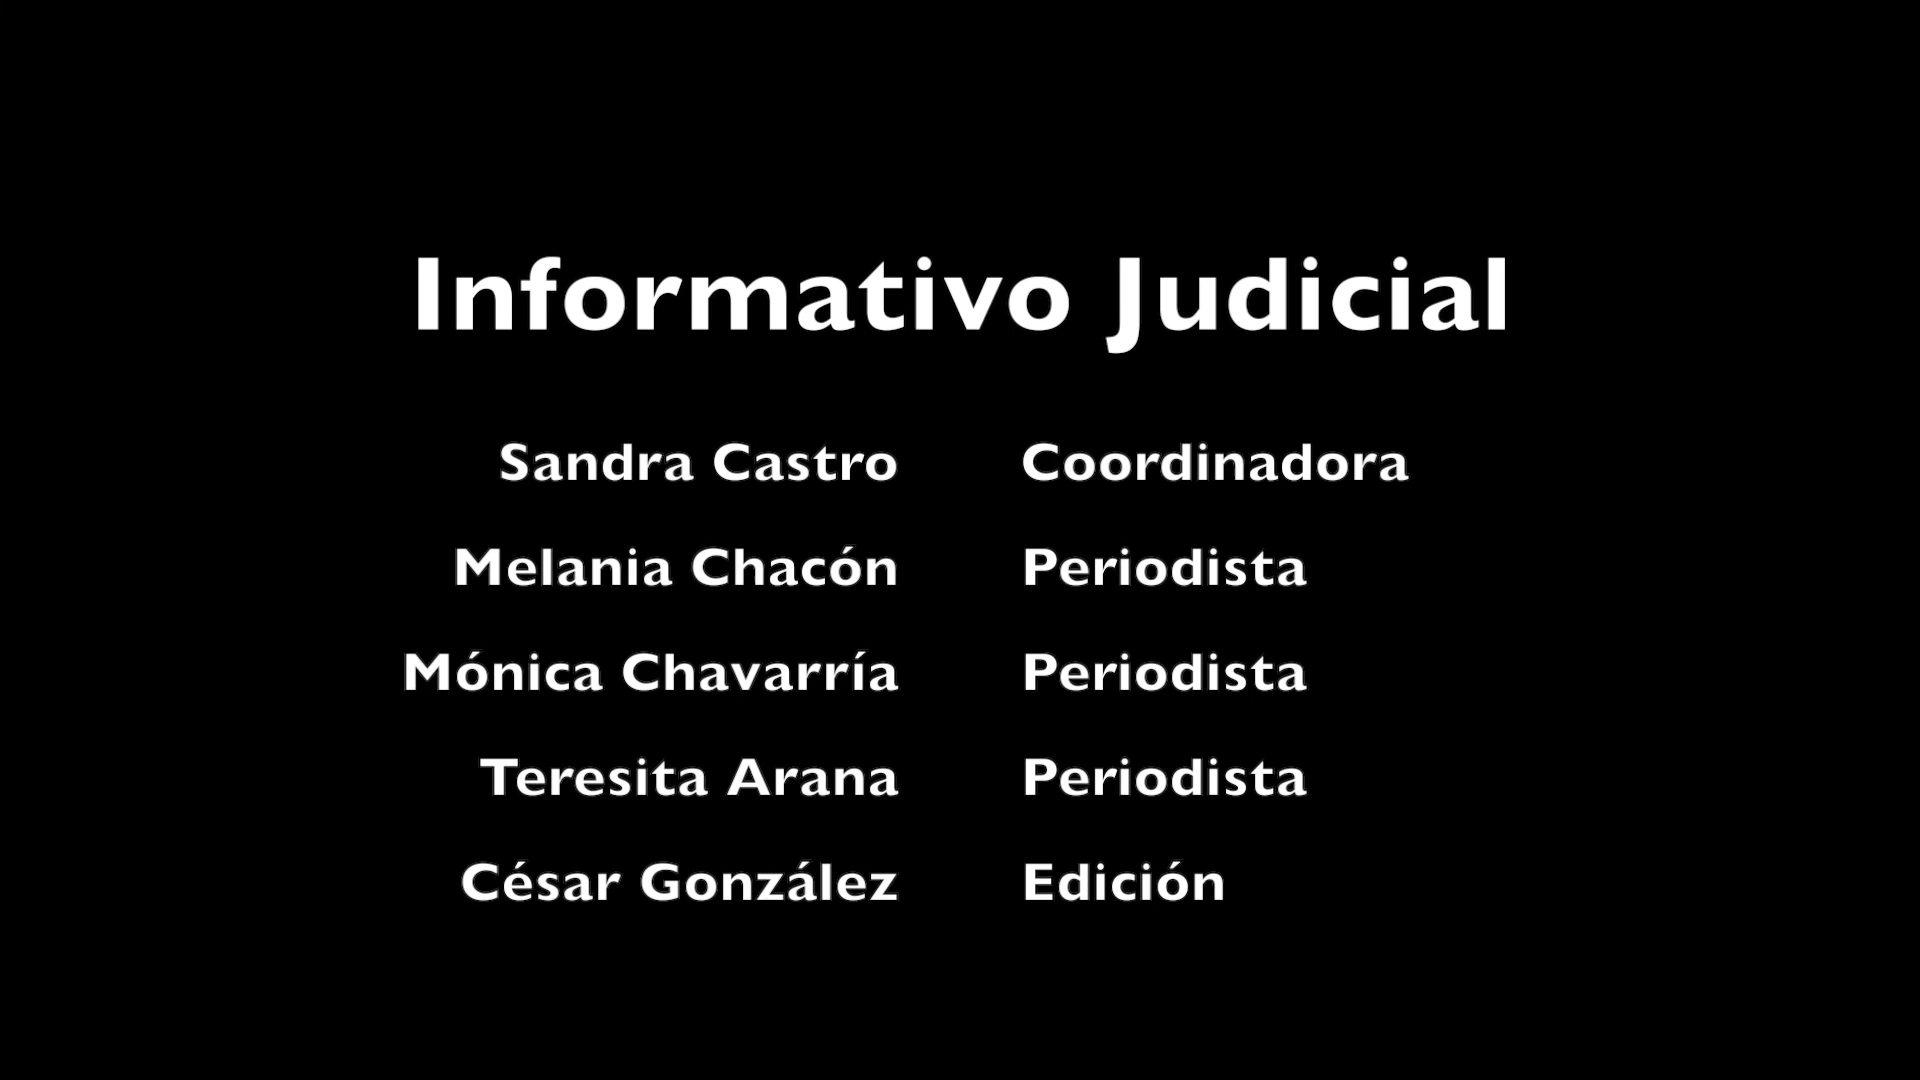 Informativo Judicial
Sandra Castro Coordinadora
Melania Chacón Periodista
Mónica Chavarría Periodista
Teresita Arana Periodista
César González Edición